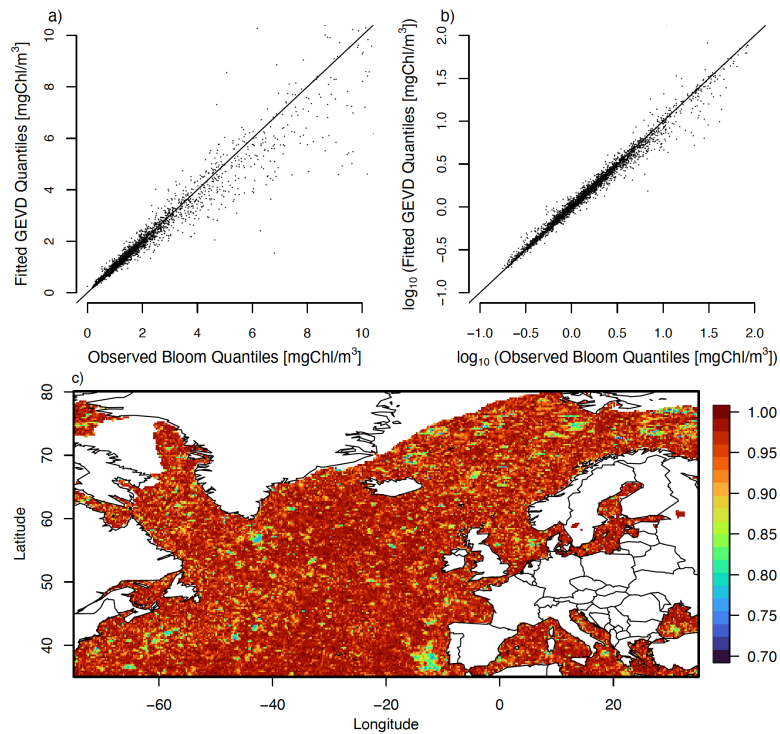 a)
Fitted GEVD Quantiles [mgChl/m³]
10
8
6
4
2
0
0 2 4 6 8 10
Observed Bloom Quantiles [mgChl/m³]
b)
log₁₀ (Fitted GEVD Quantiles [mgChl/m³])
2.0
1.5
1.0
0.5
0.0
−0.5
−1.0
−1.0 −0.5 0.0 0.5 1.0 1.5 2.0
log₁₀ (Observed Bloom Quantiles [mgChl/m³])
c)
Latitude
80
70
60
50
40
−60 −40 −20 0 20
Longitude
1.00
0.95
0.90
0.85
0.80
0.75
0.70